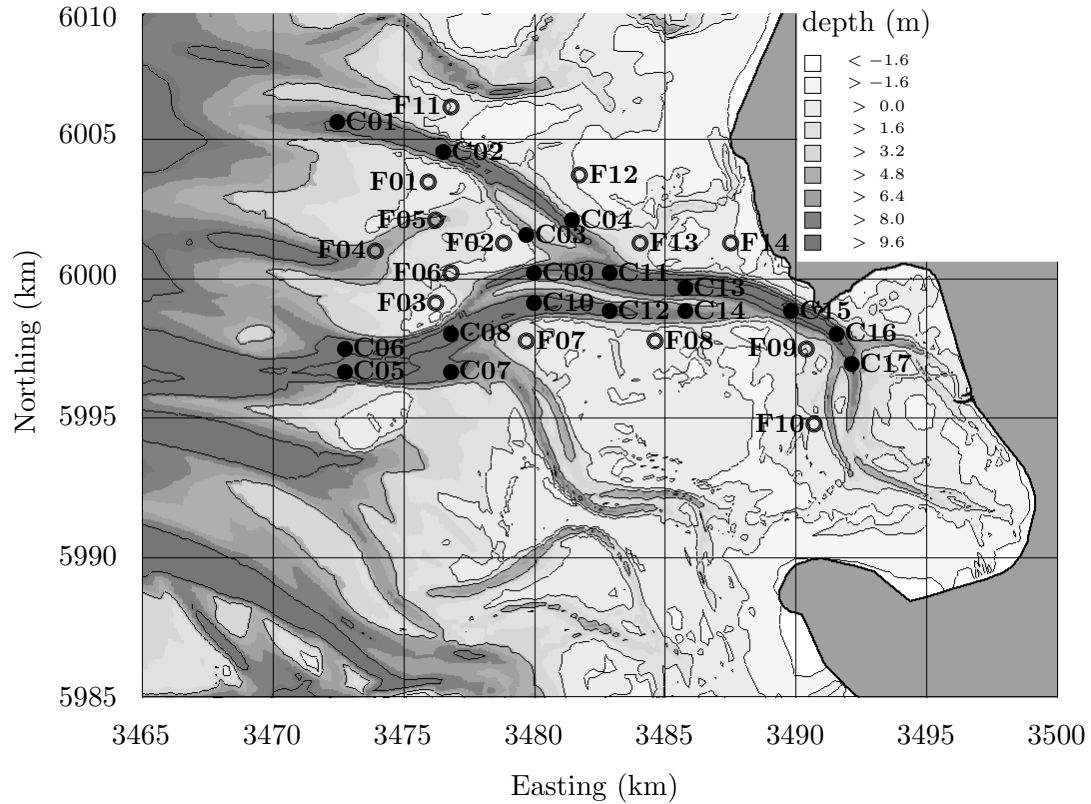 6010
depth (m)
< −1.6
> −1.6
> 0.0
> 1.6
> 3.2
> 4.8
> 6.4
> 8.0
> 9.6
F11
C01
6005
C02
F01
F12
F05
C04
F04
F02
C03
F13
F14
6000
F06
C09
C11
C13
F03
C10
C12
C14
C15
C08
F07
F08
C16
C06
F09
C05
C07
C17
5995
F10
5990
5985
Northing (km)
3465
3470
3475
3480
3485
3490
3495
3500
Easting (km)